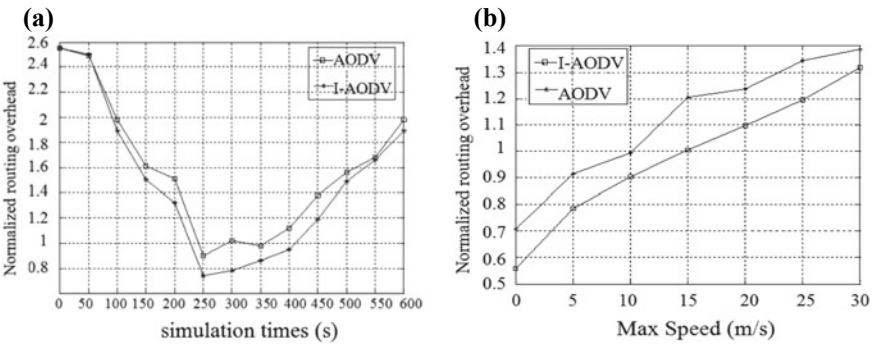 (a)
Normalized routing overhead
2.6
2.4
2.2
2
1.8
1.6
1.4
1.2
1
0.8
AODV
I-AODV
0 50 100 150 200 250 300 350 400 450 500 550 600
simulation times (s)
(b)
Normalized routing overhead
1.4
1.3
1.2
1.1
1
0.9
0.8
0.7
0.6
0.5
I-AODV
AODV
0 5 10 15 20 25 30
Max Speed (m/s)